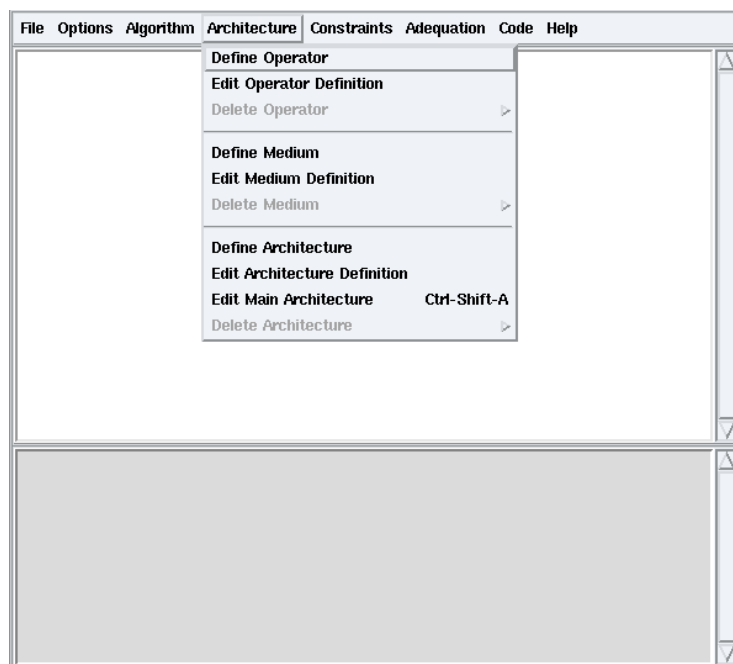 File Options Algorithm Architecture Constraints Adequation Code Help
Define Operator
Edit Operator Definition
Delete Operator
Define Medium
Edit Medium Definition
Delete Medium
Define Architecture
Edit Architecture Definition
Edit Main Architecture Ctrl-Shift-A
Delete Architecture